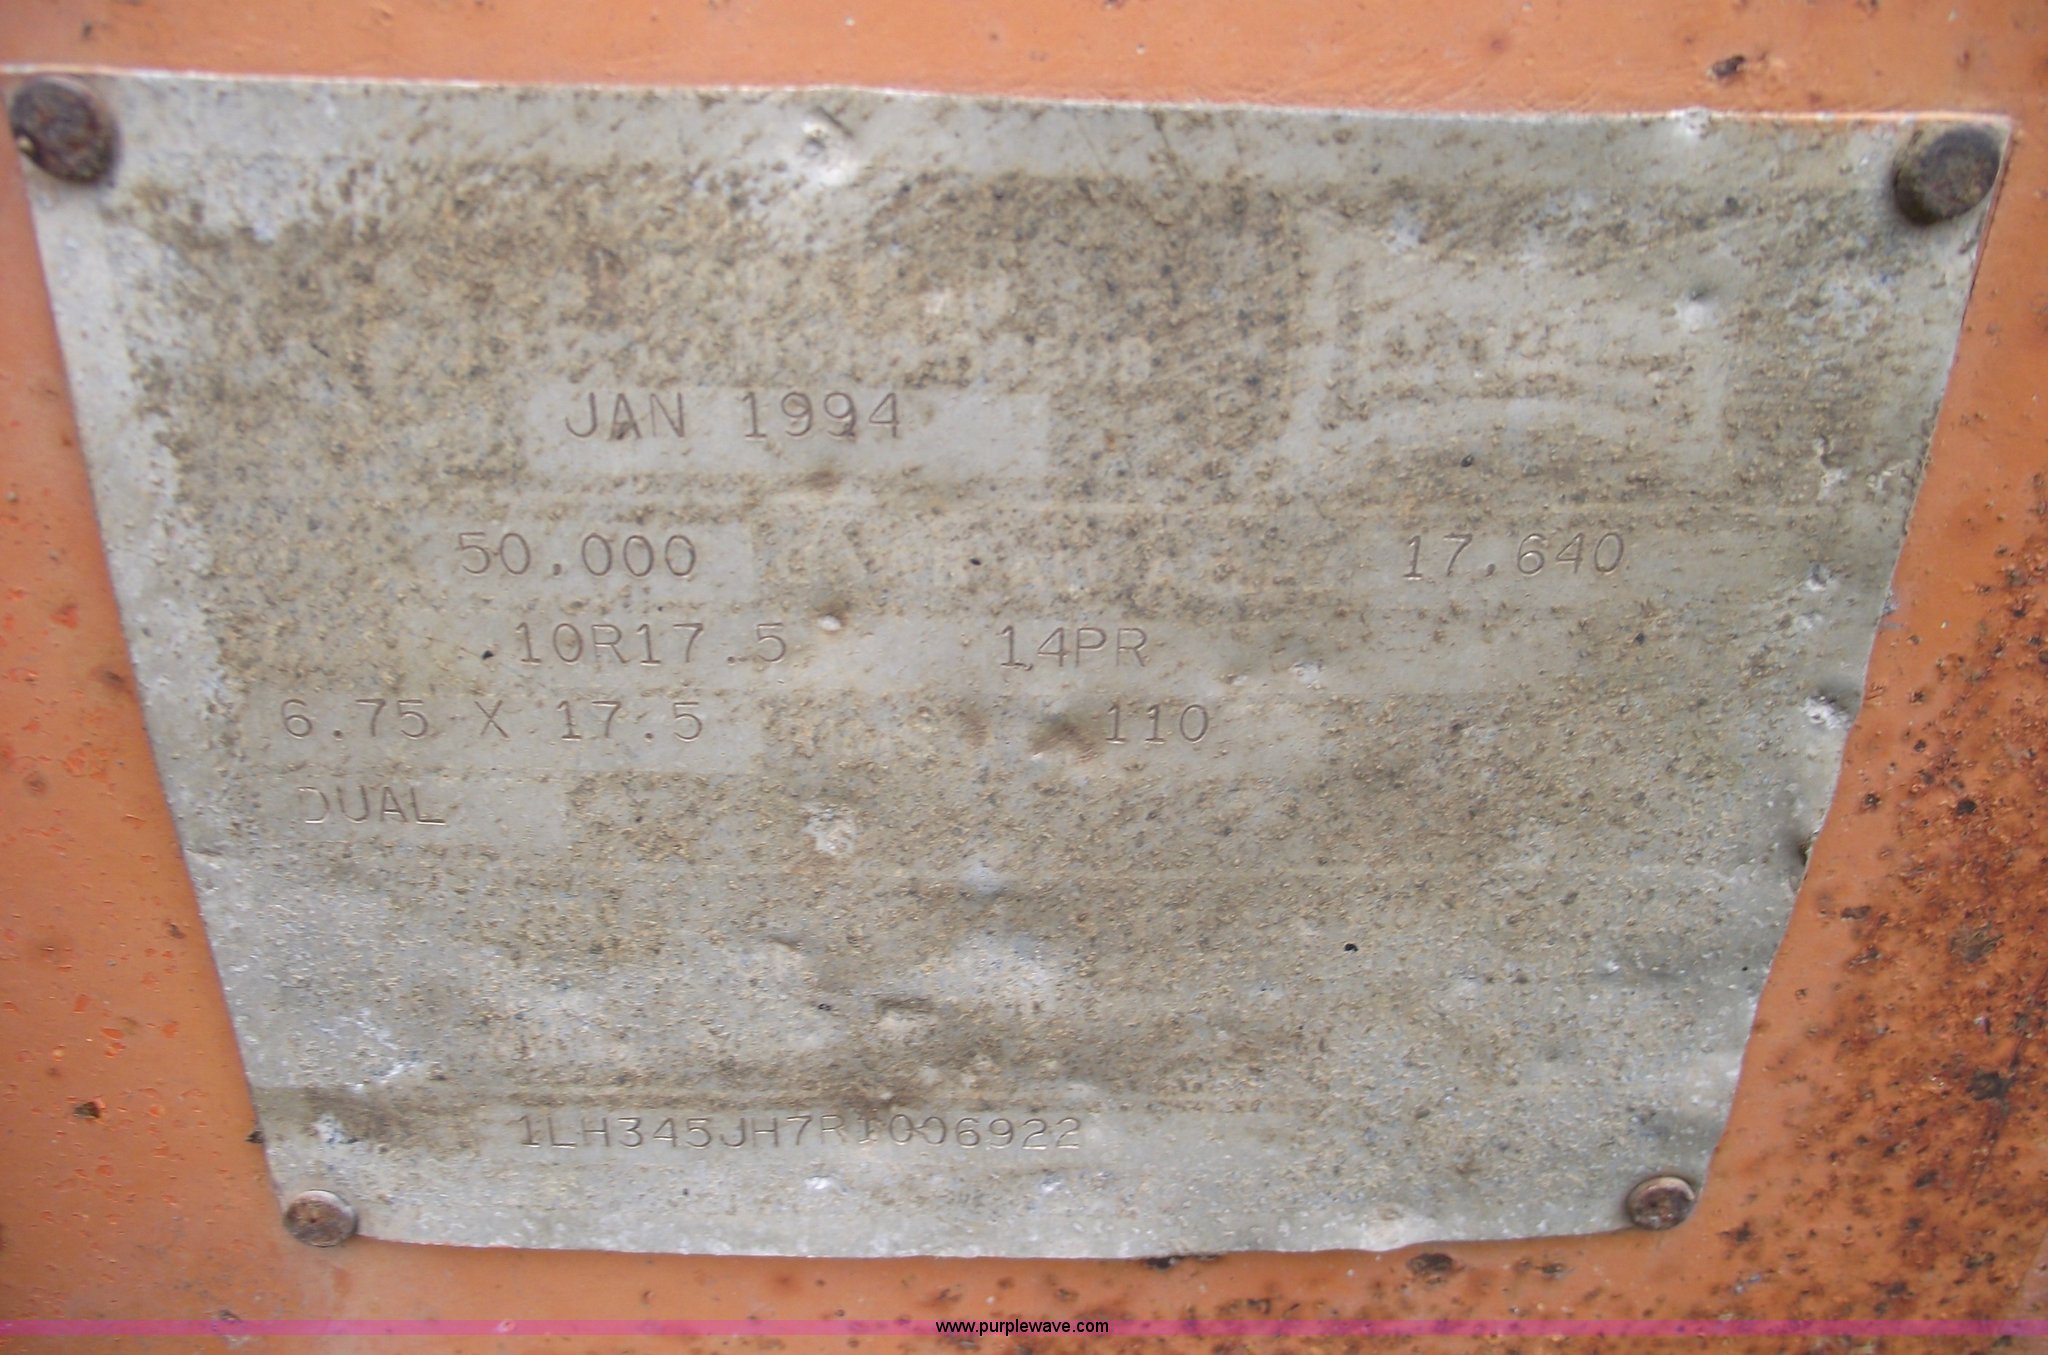 JAN 1994
50.000 17.640
10R17.5 14PR
6.75 X 17.5 110
DUAL
1LH345JH7R1006922
www.purplewave.com